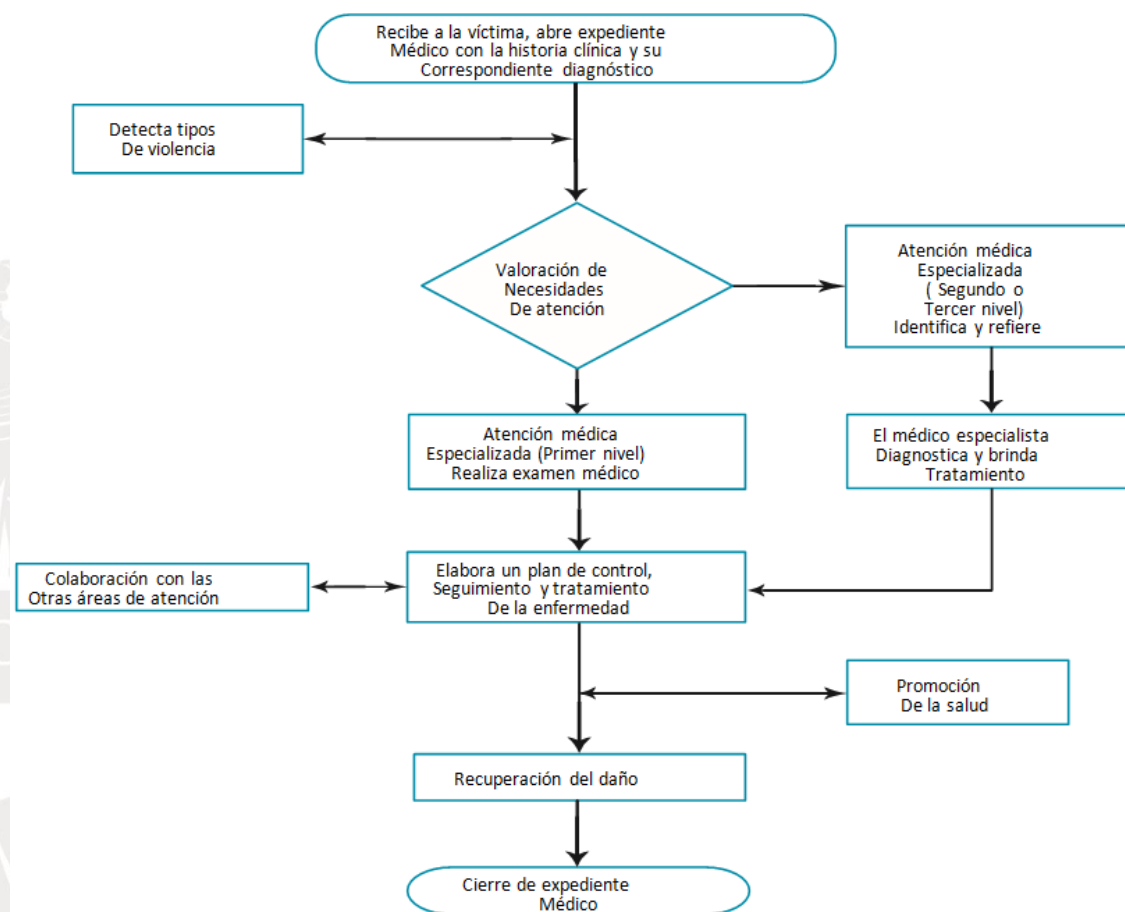 Recibe a la víctima, abre expediente
Médico con la historia clínica y su
Correspondiente diagnóstico
Detecta tipos
De violencia
Valoración de
Necesidades
De atención
Atención médica
Especializada
( Segundo o
Tercer nivel)
Identifica y refiere
Atención médica
Especializada (Primer nivel)
Realiza examen médico
El médico especialista
Diagnostica y brinda
Tratamiento
Colaboración con las
Otras áreas de atención
Elabora un plan de control,
Seguimiento y tratamiento
De la enfermedad
Promoción
De la salud
Recuperación del daño
Cierre de expediente
Médico